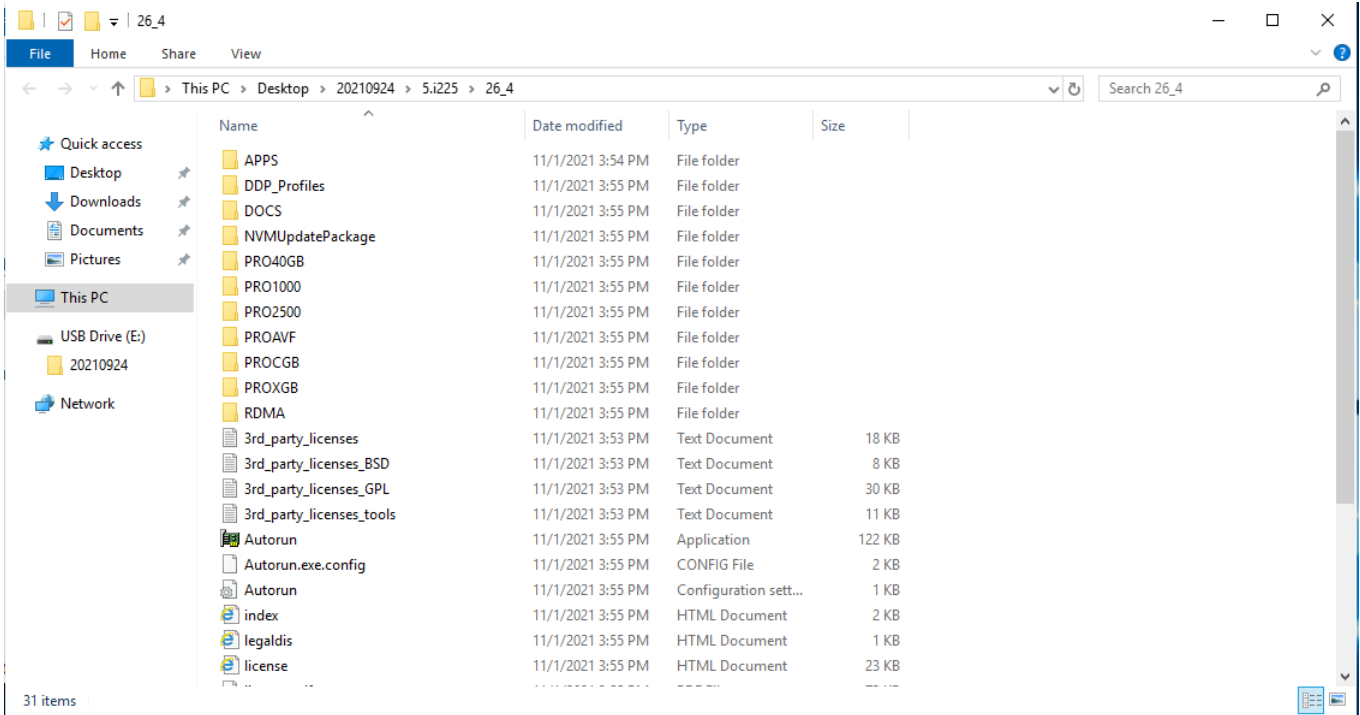 26_4
File Home Share View
This PC > Desktop > 20210924 > 5.i225 > 26_4 Search 26_4
Quick access
Desktop
Downloads
Documents
Pictures
This PC
USB Drive (E:)
20210924
Network
Name Date modified Type Size
APPS 11/1/2021 3:54 PM File folder
DDP_Profiles 11/1/2021 3:55 PM File folder
DOCS 11/1/2021 3:55 PM File folder
NVMUpdatePackage 11/1/2021 3:55 PM File folder
PRO40GB 11/1/2021 3:55 PM File folder
PRO1000 11/1/2021 3:55 PM File folder
PRO2500 11/1/2021 3:55 PM File folder
PROAVF 11/1/2021 3:55 PM File folder
PROCGB 11/1/2021 3:55 PM File folder
PROXGB 11/1/2021 3:55 PM File folder
RDMA 11/1/2021 3:55 PM File folder
3rd_party_licenses 11/1/2021 3:53 PM Text Document 18 KB
3rd_party_licenses_BSD 11/1/2021 3:53 PM Text Document 8 KB
3rd_party_licenses_GPL 11/1/2021 3:53 PM Text Document 30 KB
3rd_party_licenses_tools 11/1/2021 3:53 PM Text Document 11 KB
Autorun 11/1/2021 3:55 PM Application 122 KB
Autorun.exe.config 11/1/2021 3:55 PM CONFIG File 2 KB
Autorun 11/1/2021 3:55 PM Configuration sett... 1 KB
index 11/1/2021 3:55 PM HTML Document 2 KB
legaldis 11/1/2021 3:55 PM HTML Document 1 KB
license 11/1/2021 3:55 PM HTML Document 23 KB
31 items